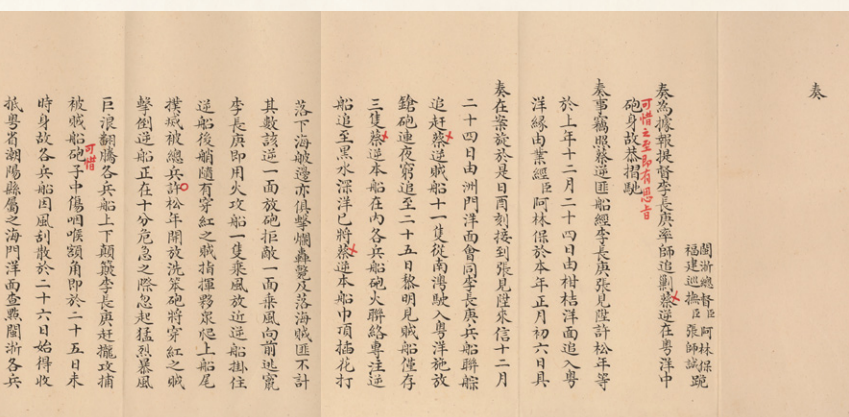 奏
閩浙總督臣阿林保跪
福建巡撫臣張師誠
奏為據報提督李長庚率師追剿蔡逆在粵洋中
可惜之至即有恩旨
砲身故恭摺馳
奏事竊照蔡逆匪船經李長庚張見陞許松年等
於上年十二月二十四日由柑桔洋面追入粵
洋緣由業經臣阿林保於本年正月初六日具
奏在案旋於是日酉刻接到張見陞來信十二月
二十四日由洲門洋面會同李長庚兵船聯䑸
追赶蔡逆賊船十一隻從南灣駛入粵洋施放
鎗砲連夜窮追至二十五日黎明見賊船僅存
三隻蔡逆本船在內各兵船砲火聯絡專注逆
船追至黑水深洋已將蔡逆本船巾頂插花打
落下海舨邊亦俱擊爛轟斃及落海賊匪不計
其數該逆一面放砲拒敵一面乘風向前逃竄
李長庚即用火攻船一隻乘風放近逆船掛住
逆船後艄隨有穿紅之賊指揮夥衆爬上船尾
撲滅被總兵許松年開放洗笨砲將穿紅之賊
擊倒逆船正在十分危急之際忽起猛烈暴風
巨浪翻騰各兵船上下顛簸李長庚赶攏攻捕
可惜
被賊船砲子中傷咽喉額角即於二十五日未
時身故各兵船因風刮散於二十六日始得收
抵粵省潮陽縣屬之海門洋面查點閩浙各兵